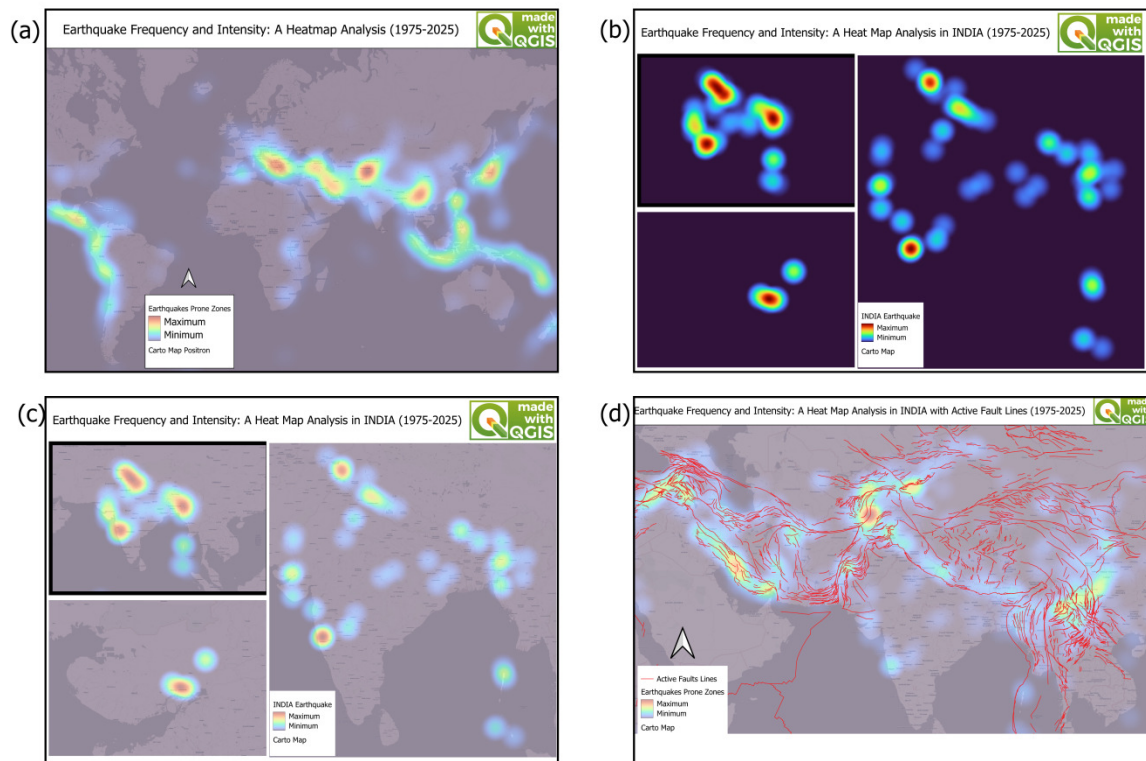 (a)
Earthquake Frequency and Intensity: A Heatmap Analysis (1975-2025)
made
with
QGIS
Earthquakes Prone Zones
Maximum
Minimum
Carto Map Positron
(b)
Earthquake Frequency and Intensity: A Heat Map Analysis in INDIA (1975-2025)
made
with
QGIS
INDIA Earthquake
Maximum
Minimum
Carto Map
(c)
Earthquake Frequency and Intensity: A Heat Map Analysis in INDIA (1975-2025)
made
with
QGIS
INDIA Earthquake
Maximum
Minimum
Carto Map
(d)
Earthquake Frequency and Intensity: A Heat Map Analysis in INDIA with Active Fault Lines (1975-2025)
made
with
QGIS
Active Faults Lines
Earthquakes Prone Zones
Maximum
Minimum
Carto Map